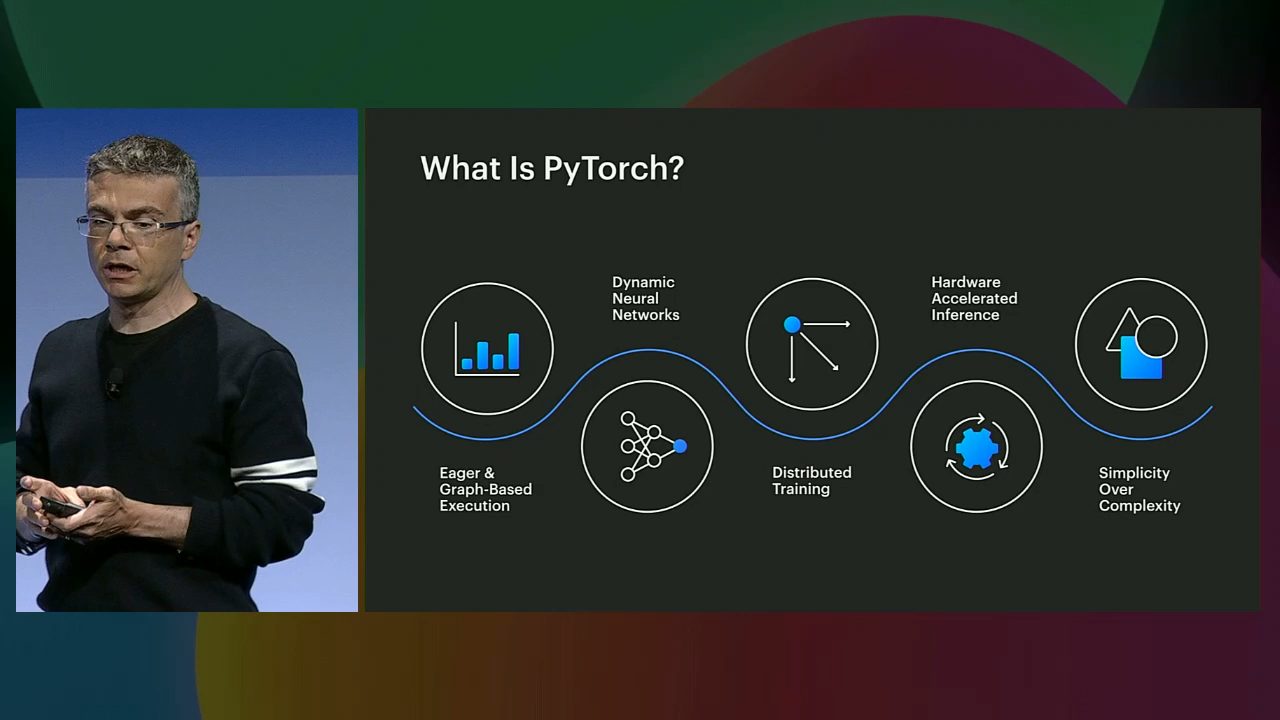 What Is PyTorch?
Eager &
Graph-Based
Execution
Dynamic
Neural
Networks
Distributed
Training
Hardware
Accelerated
Inference
Simplicity
Over
Complexity